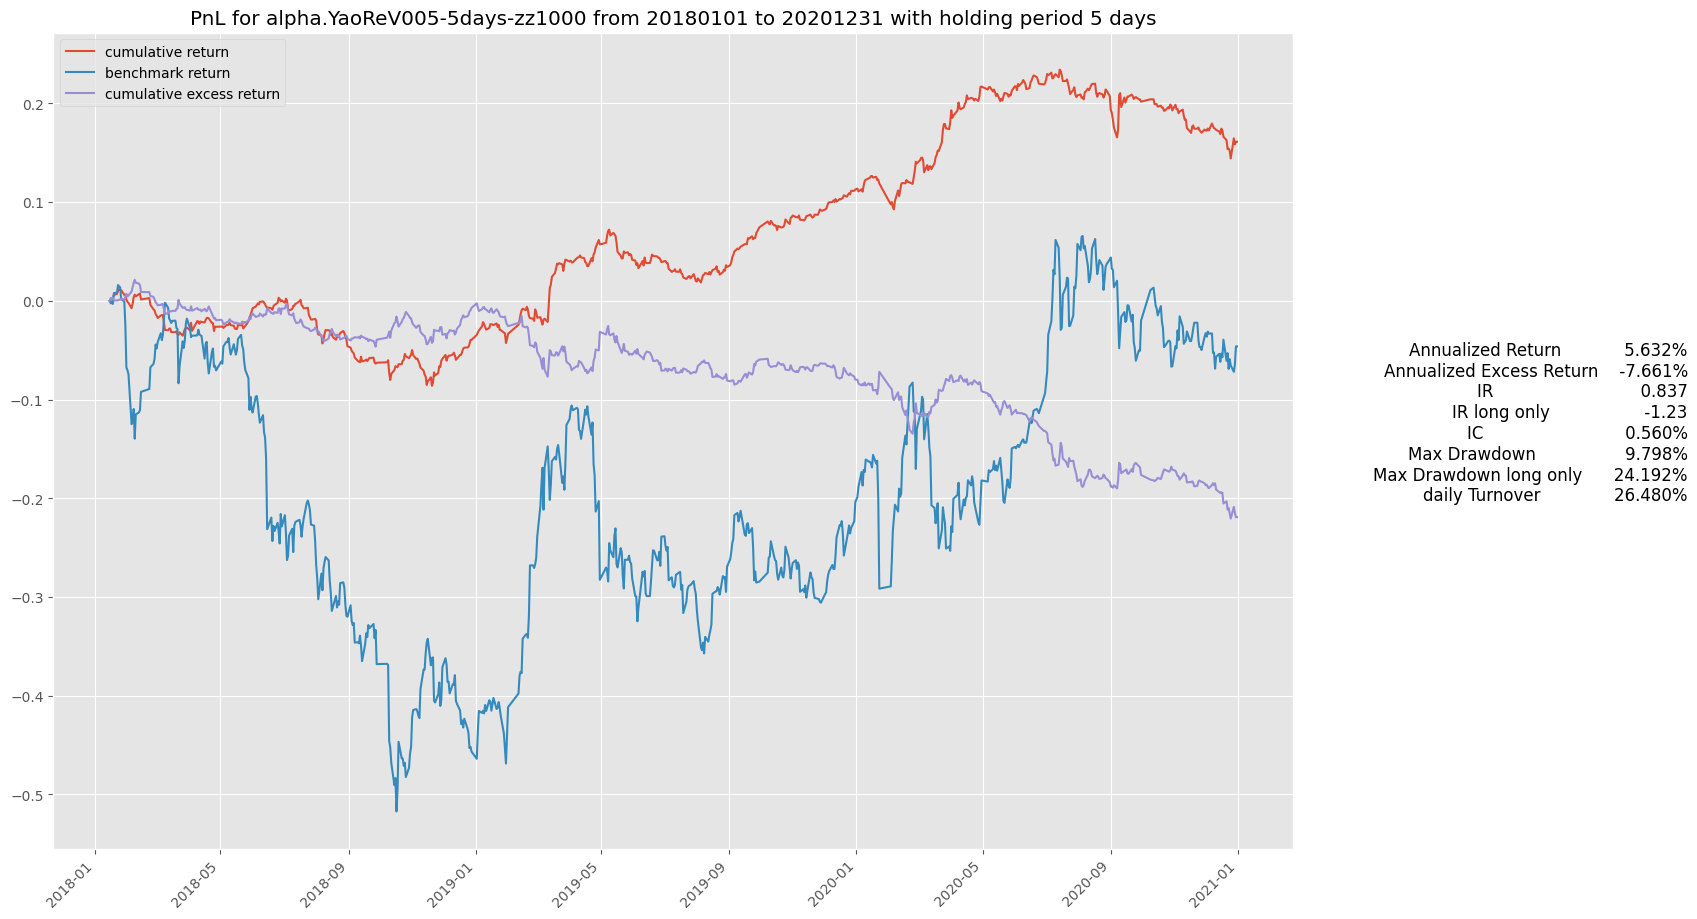 PnL for alpha.YaoReV005-5days-zz1000 from 20180101 to 20201231 with holding period 5 days
cumulative return
benchmark return
cumulative excess return
0.2
0.1
0.0
−0.1
−0.2
−0.3
−0.4
−0.5
2018-01
2018-05
2018-09
2019-01
2019-05
2019-09
2020-01
2020-05
2020-09
2021-01
Annualized Return 5.632%
Annualized Excess Return -7.661%
IR 0.837
IR long only -1.23
IC 0.560%
Max Drawdown 9.798%
Max Drawdown long only 24.192%
daily Turnover 26.480%